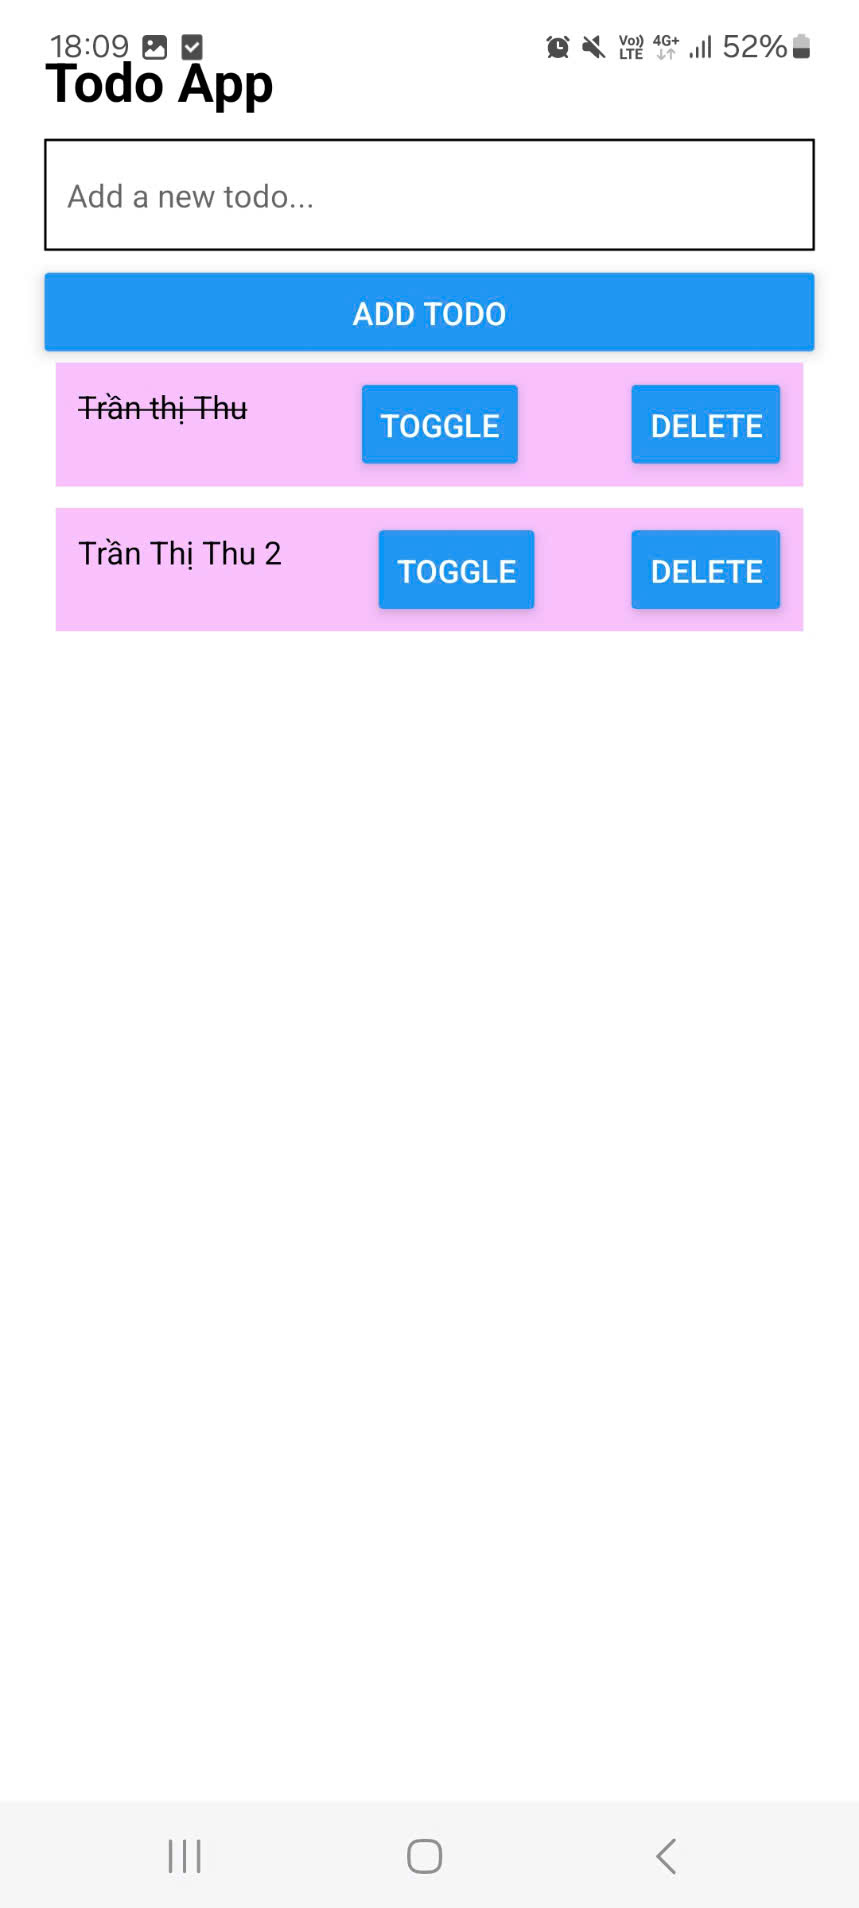 18:09 Vo)) LTE 4G+ 52%
Todo App
Add a new todo...
ADD TODO
Trần thị Thu TOGGLE DELETE
Trần Thị Thu 2 TOGGLE DELETE